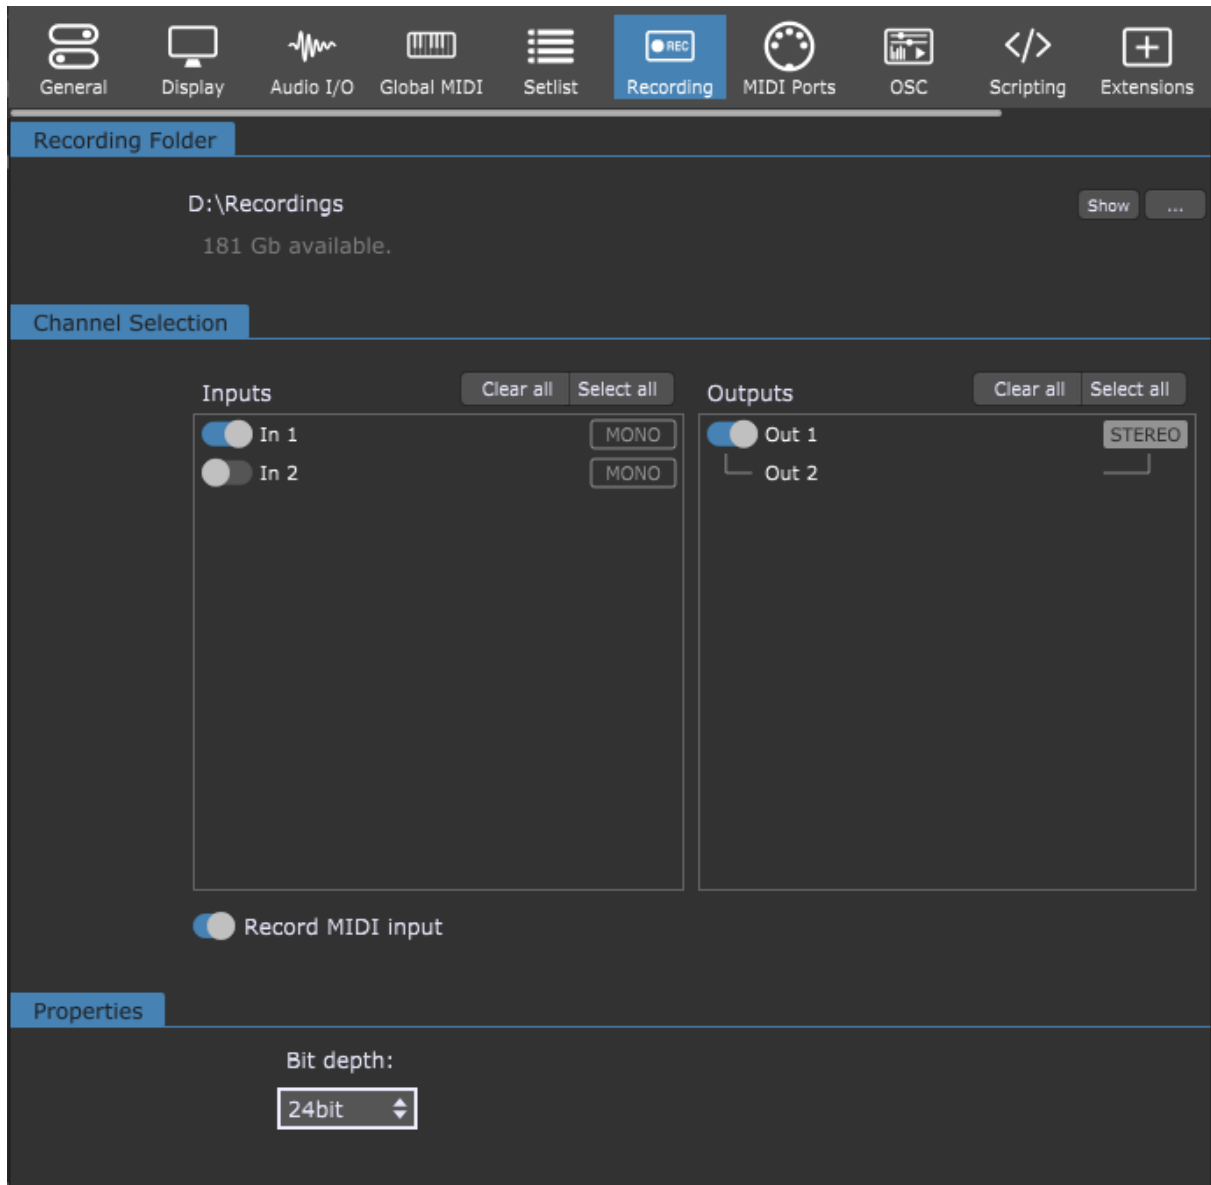 General Display Audio I/O Global MIDI Setlist REC Recording MIDI Ports OSC Scripting Extensions
Recording Folder
D:\Recordings Show ...
181 Gb available.
Channel Selection
Inputs Clear all Select all Outputs Clear all Select all
In 1 MONO Out 1 STEREO
In 2 MONO Out 2
Record MIDI input
Properties
Bit depth:
24bit